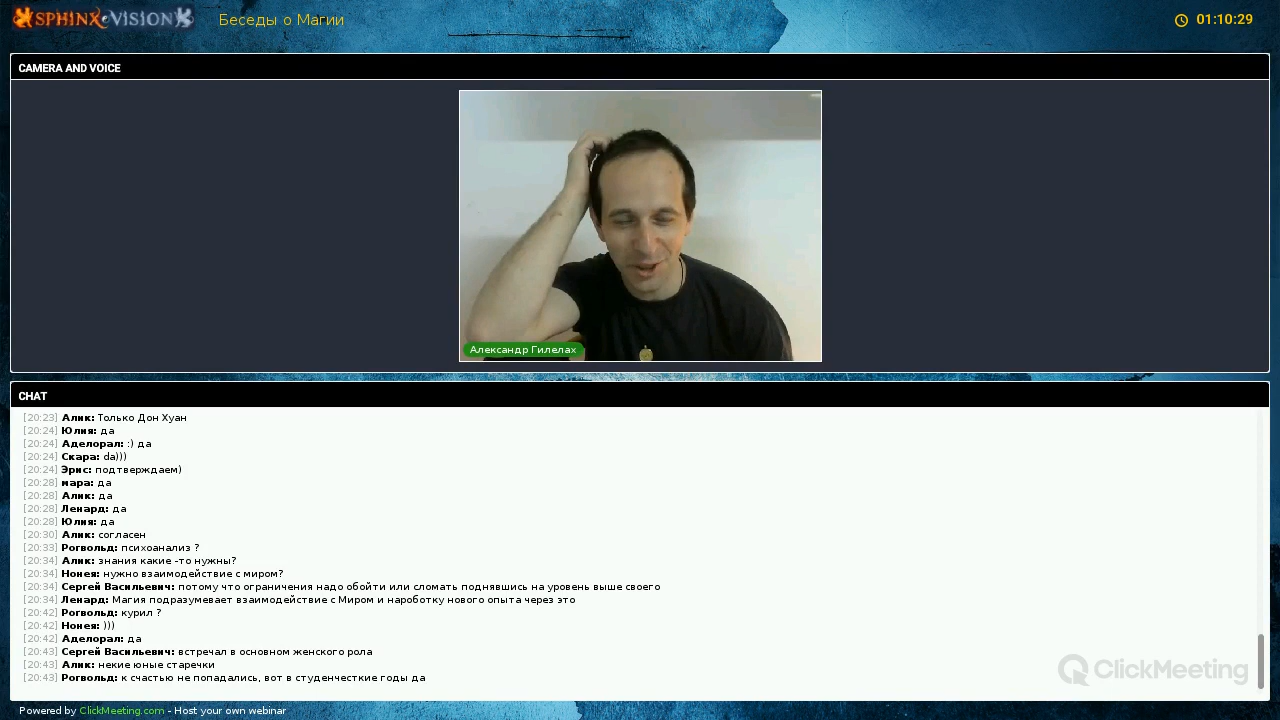 SPHINX VISION Беседы о Магии 01:10:29
CAMERA AND VOICE
Александр Гилелах
CHAT
[20:23] Алик: Только Дон Хуан
[20:24] Юлия: да
[20:24] Аделорал: :) да
[20:24] Скара: da)))
[20:24] Эрис: подтверждаем)
[20:28] мара: да
[20:28] Алик: да
[20:28] Ленард: да
[20:28] Юлия: да
[20:30] Алик: согласен
[20:33] Рогвольд: психоанализ ?
[20:34] Алик: знания какие -то нужны?
[20:34] Нонея: нужно взаимодействие с миром?
[20:34] Сергей Васильевич: потому что ограничения надо обойти или сломать поднявшись на уровень выше своего
[20:34] Ленард: Магия подразумевает взаимодействие с Миром и нароботку нового опыта через это
[20:42] Рогвольд: курил ?
[20:42] Нонея: )))
[20:42] Аделорал: да
[20:43] Сергей Васильевич: встречал в основном женского рола
[20:43] Алик: некие юные старечки
[20:43] Рогвольд: к счастью не попадались, вот в студенчесткие годы да
ClickMeeting
Powered by ClickMeeting.com - Host your own webinar